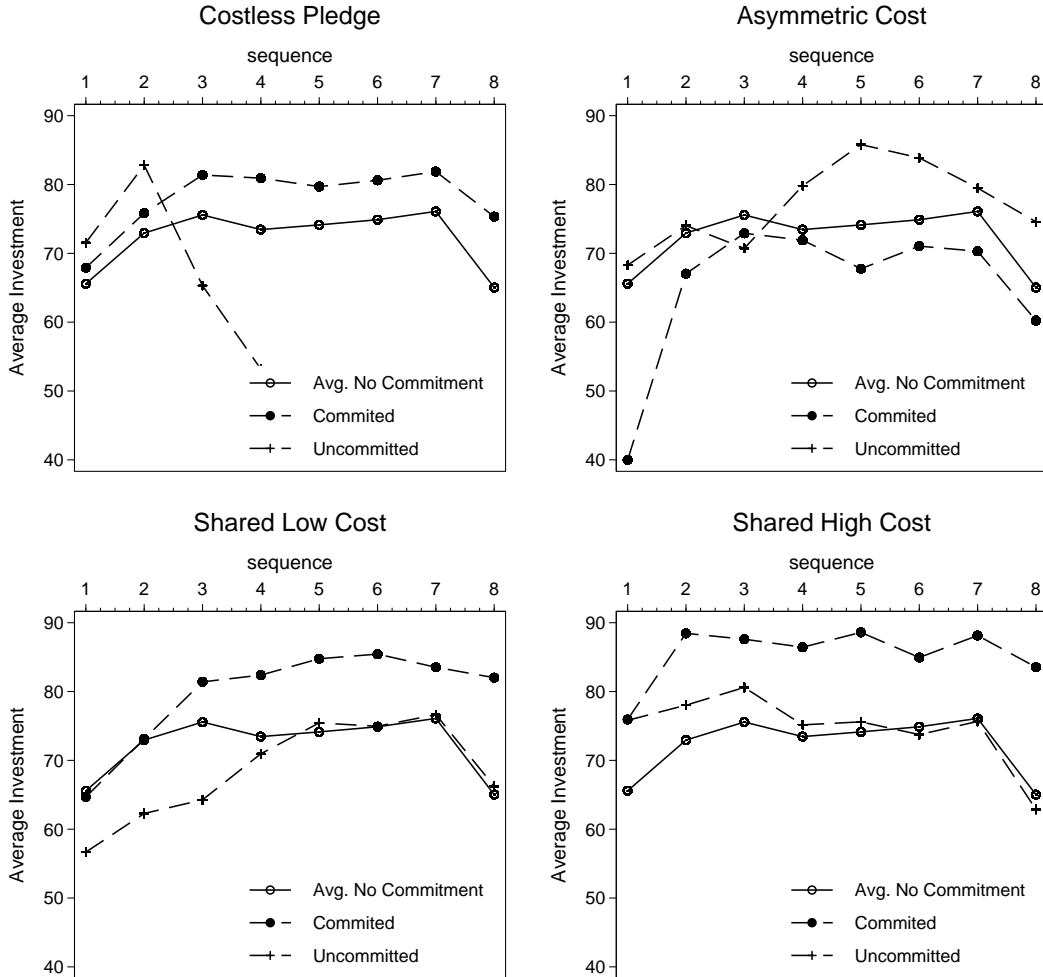 Costless Pledge
sequence
1 2 3 4 5 6 7 8
90
80
70
60
50
40
Average Investment
Avg. No Commitment
Commited
Uncommitted
Asymmetric Cost
sequence
1 2 3 4 5 6 7 8
90
80
70
60
50
40
Average Investment
Avg. No Commitment
Commited
Uncommitted
Shared Low Cost
sequence
1 2 3 4 5 6 7 8
90
80
70
60
50
40
Average Investment
Avg. No Commitment
Commited
Uncommitted
Shared High Cost
sequence
1 2 3 4 5 6 7 8
90
80
70
60
50
40
Average Investment
Avg. No Commitment
Commited
Uncommitted